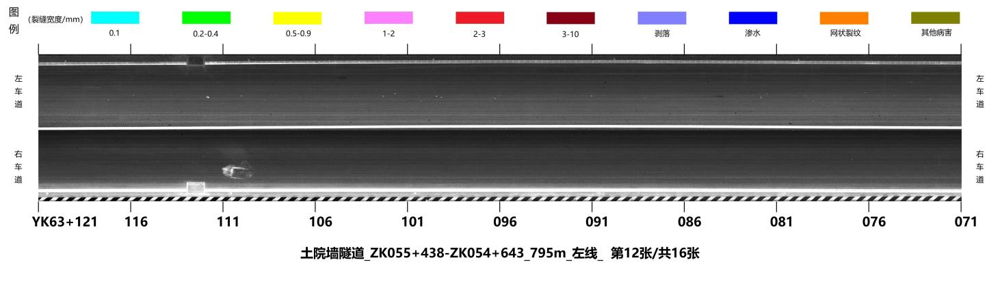 图例
(裂缝宽度/mm)
0.1 0.2-0.4 0.5-0.9 1-2 2-3 3-10 剥落 渗水 网状裂纹 其他病害
左车道 左车道
右车道 右车道
YK63+121 116 111 106 101 096 091 086 081 076 071
土院墙隧道_ZK055+438-ZK054+643_795m_左线_ 第12张/共16张